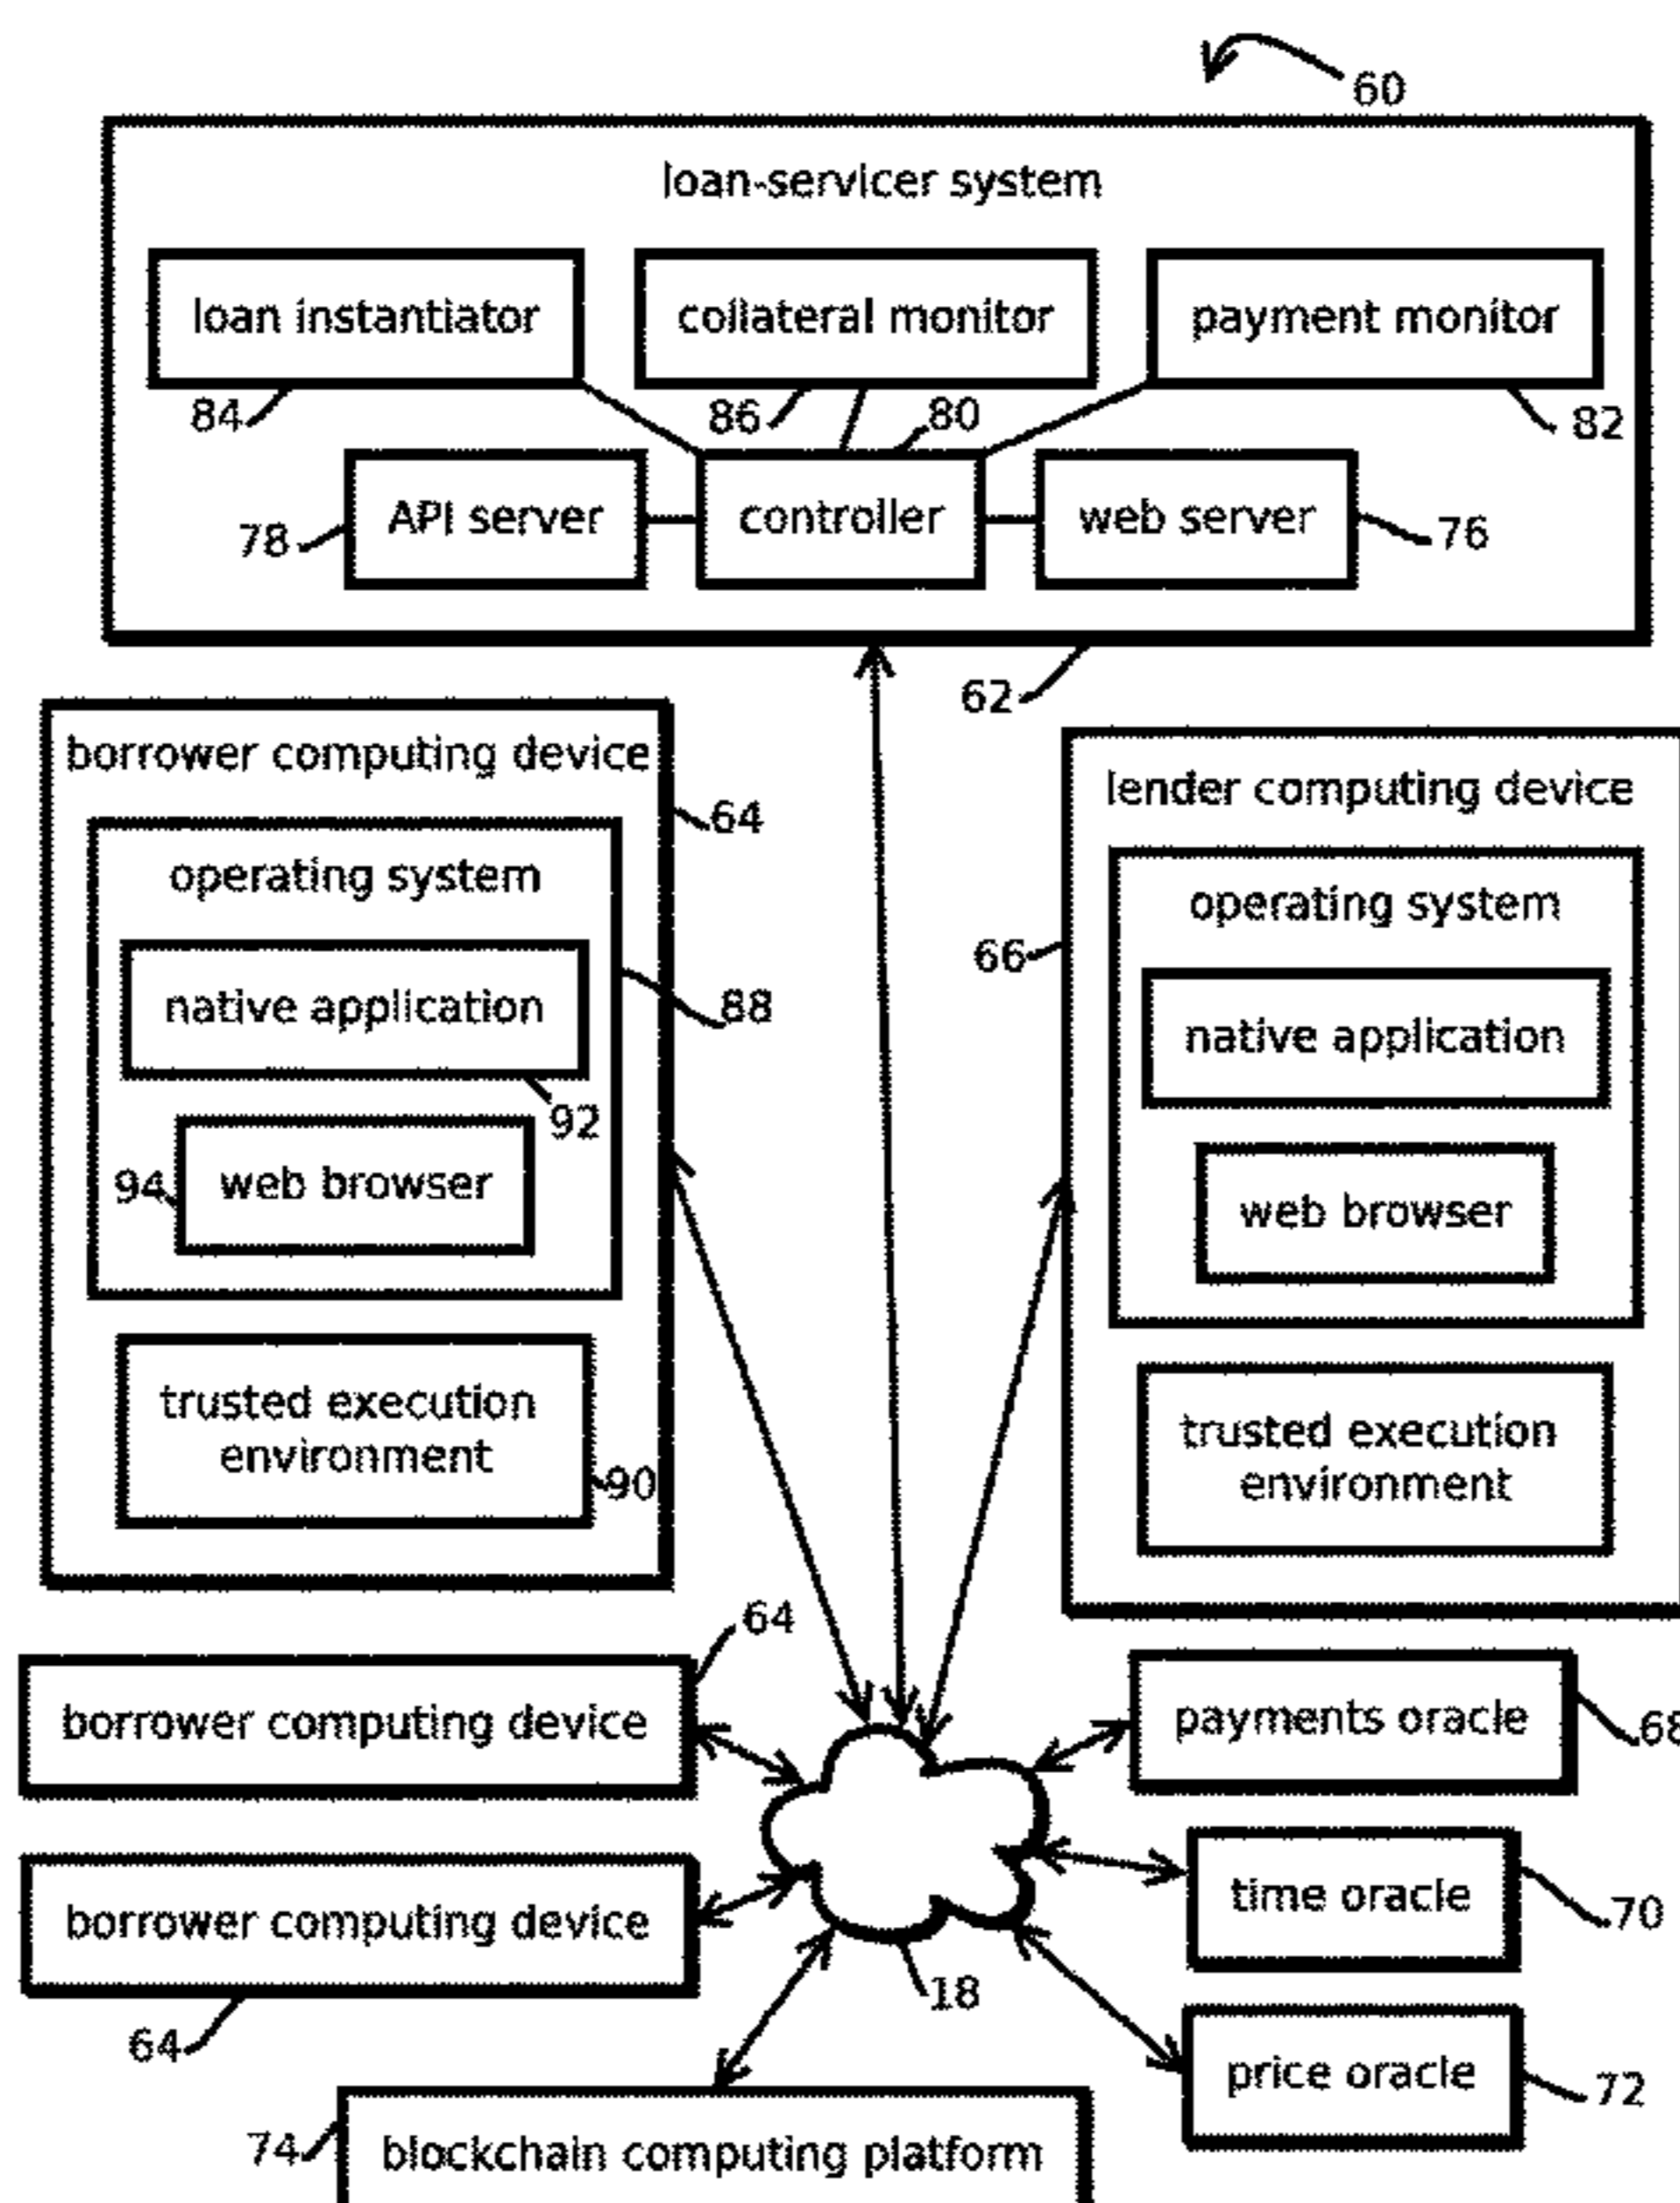 60
loan-servicer system
loan instantiator
collateral monitor
payment monitor
84
86
80
82
78
API server
controller
web server
76
62
borrower computing device
64
operating system
native application
88
92
94
web browser
trusted execution
environment
90
lender computing device
66
operating system
native application
web browser
trusted execution
environment
64
borrower computing device
payments oracle
68
borrower computing device
64
time oracle
70
18
price oracle
72
74
blockchain computing platform